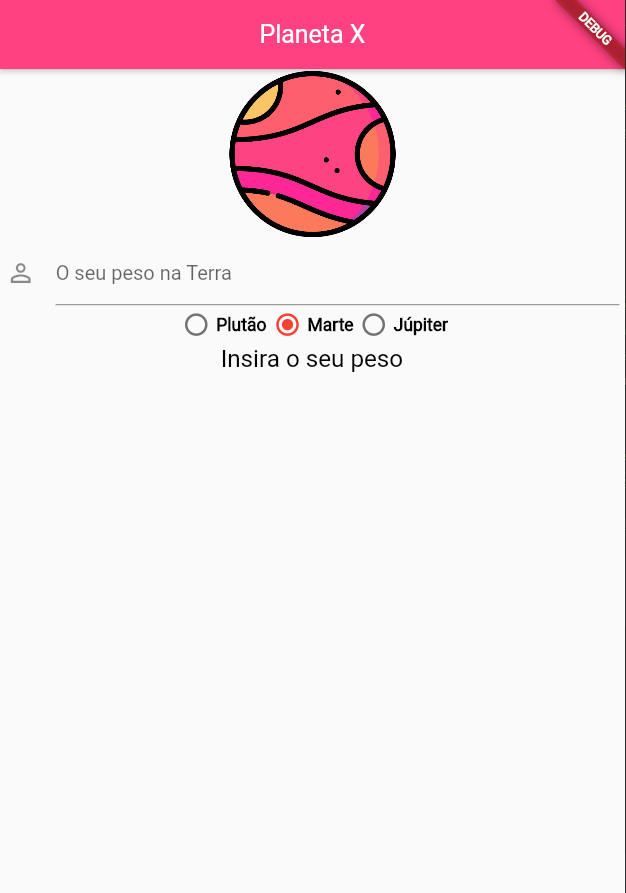 Planeta X
DEBUG
O seu peso na Terra
Plutão Marte Júpiter
Insira o seu peso